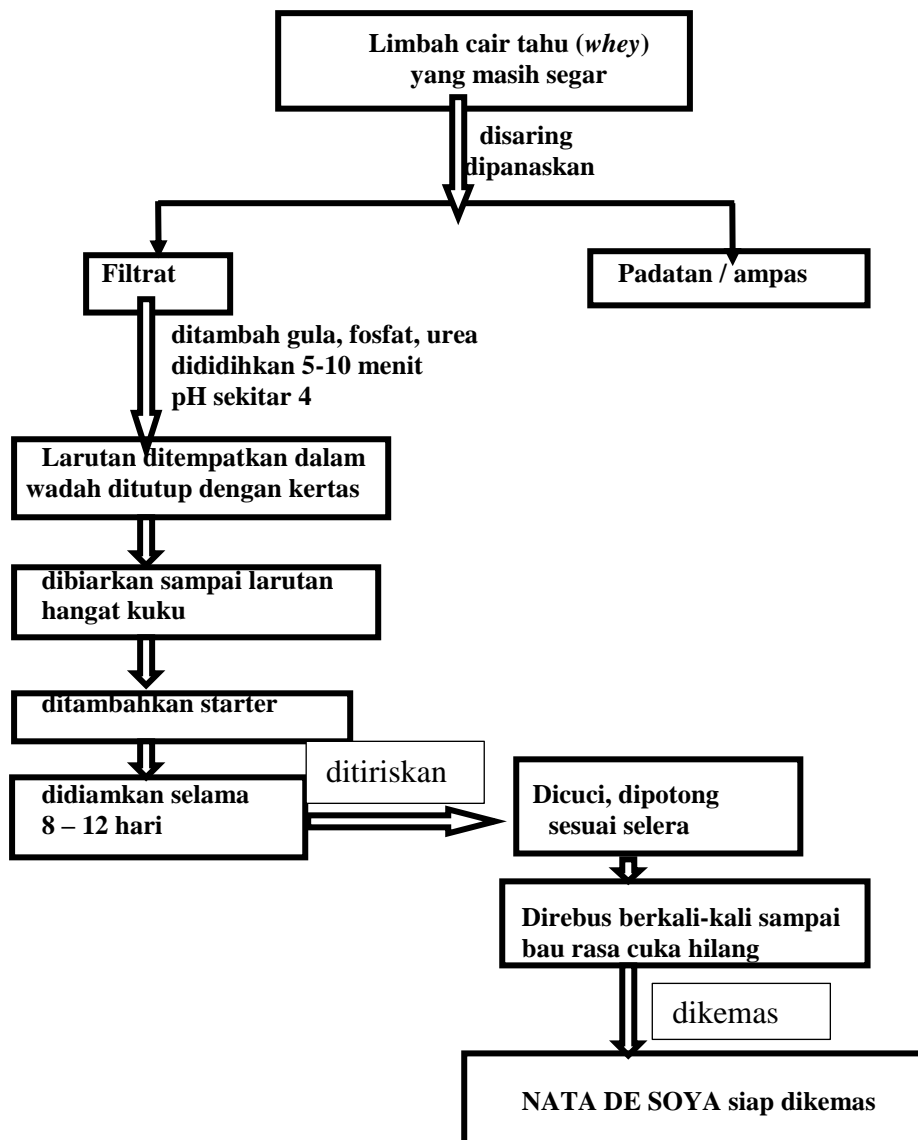 Limbah cair tahu (whey)
yang masih segar
disaring
dipanaskan
Filtrat
Padatan / ampas
ditambah gula, fosfat, urea
dididihkan 5-10 menit
pH sekitar 4
Larutan ditempatkan dalam
wadah ditutup dengan kertas
dibiarkan sampai larutan
hangat kuku
ditambahkan starter
didiamkan selama
8 – 12 hari
ditiriskan
Dicuci, dipotong
sesuai selera
Direbus berkali-kali sampai
bau rasa cuka hilang
dikemas
NATA DE SOYA siap dikemas